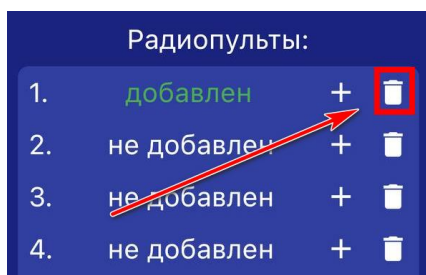 Радиопульты:
1. добавлен +
2. не добавлен +
3. не добавлен +
4. не добавлен +